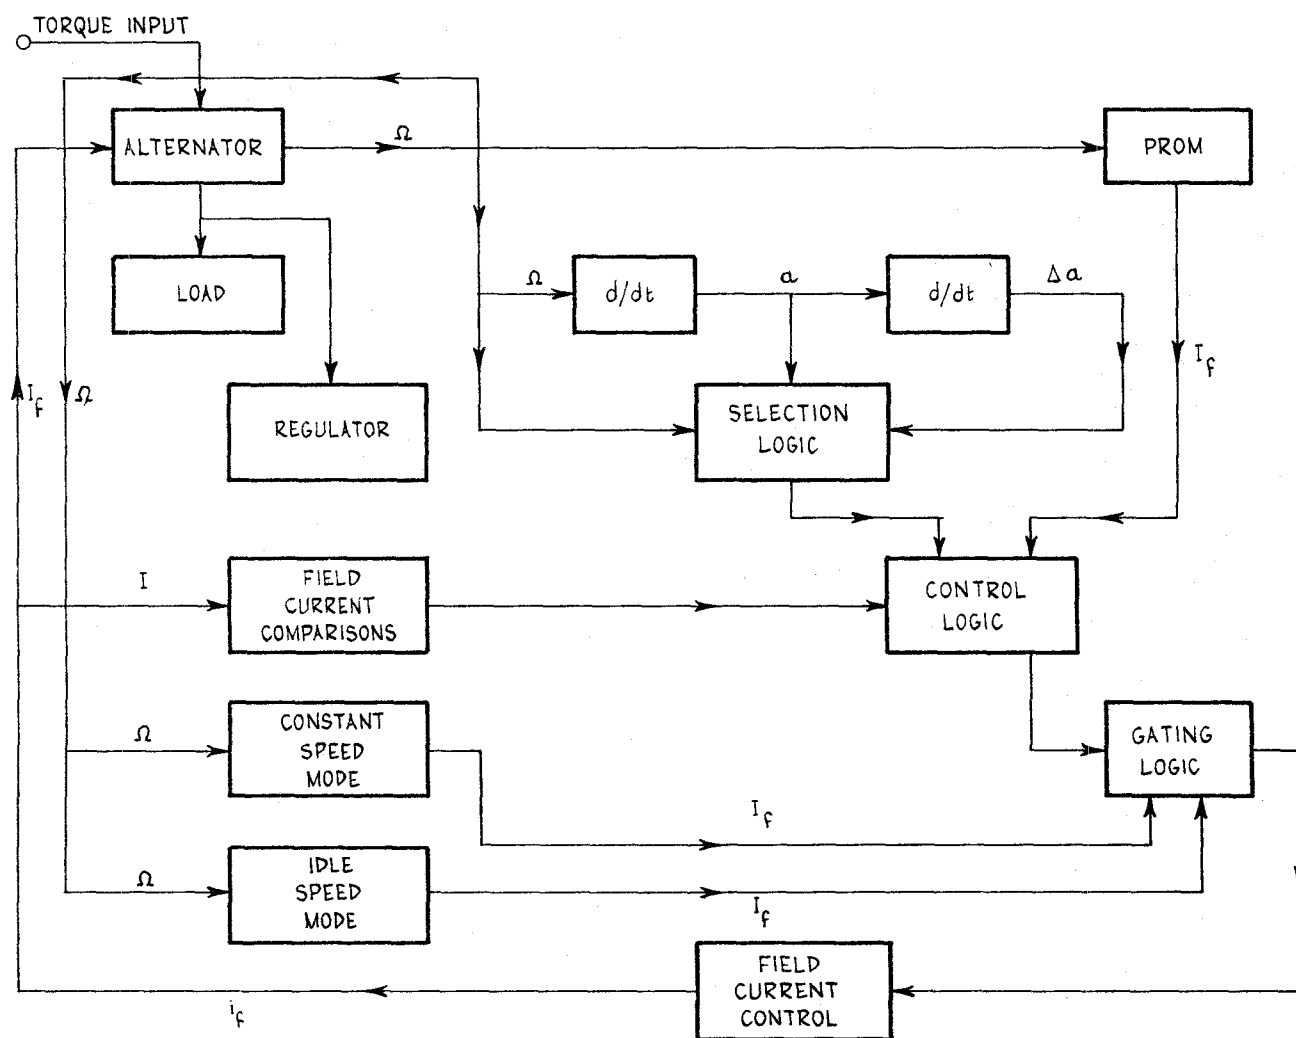 TORQUE INPUT
ALTERNATOR
Ω
PROM
LOAD
Ω
d/dt
a
d/dt
Δa
I_f
I_f
Ω
REGULATOR
SELECTION
LOGIC
I
FIELD
CURRENT
COMPARISONS
CONTROL
LOGIC
Ω
CONSTANT
SPEED
MODE
GATING
LOGIC
I_f
Ω
IDLE
SPEED
MODE
I_f
FIELD
CURRENT
CONTROL
i_f